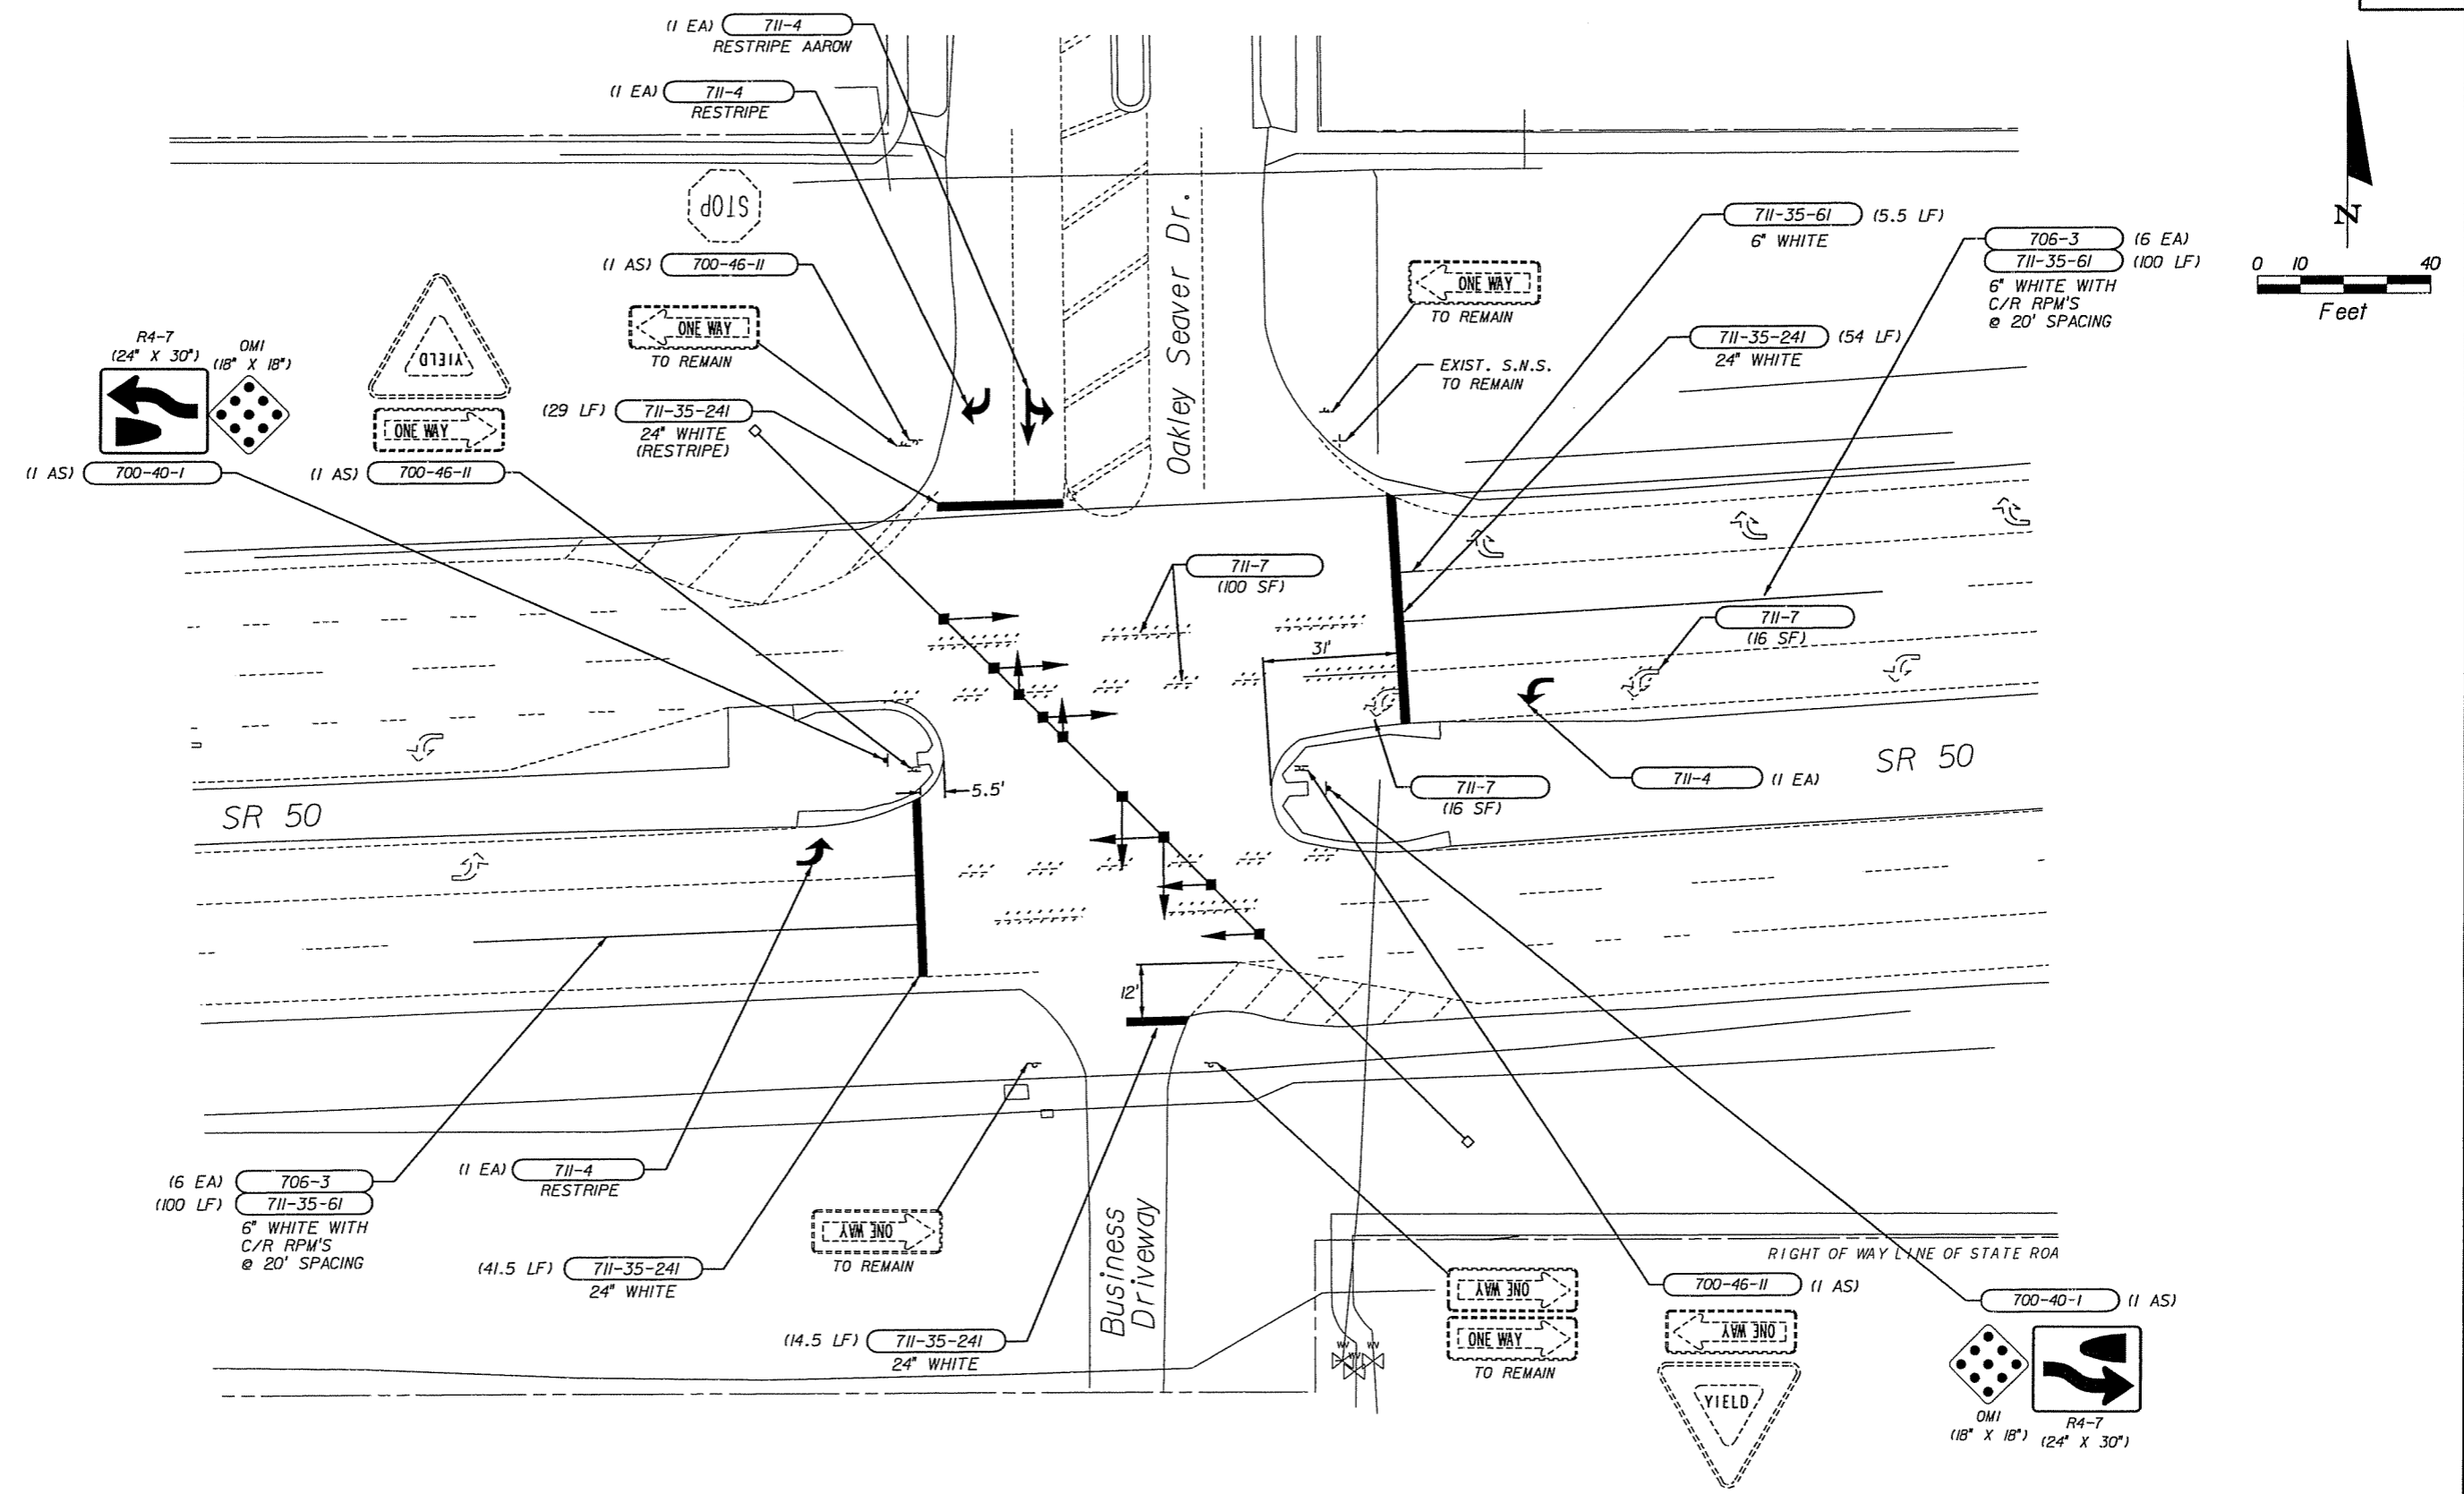 (1 EA) 711-4
RESTRIPE AAROW
(1 EA) 711-4
RESTRIPE
STOP
(1 AS) 700-46-11
ONE WAY
TO REMAIN
R4-7
(24" X 30")
OM1
(18" X 18")
YIELD
ONE WAY
(1 AS) 700-40-1
(1 AS) 700-46-11
(29 LF) 711-35-241
24" WHITE
(RESTRIPE)
Oakley Seaver Dr.
ONE WAY
TO REMAIN
EXIST. S.N.S.
TO REMAIN
711-35-61 (5.5 LF)
6" WHITE
706-3 (6 EA)
711-35-61 (100 LF)
6" WHITE WITH
C/R RPM'S
@ 20' SPACING
711-35-241 (54 LF)
24" WHITE
N
0 10 40
Feet
711-7
(100 SF)
711-7
(16 SF)
31'
5.5'
SR 50
SR 50
711-7
(16 SF)
711-4 (1 EA)
12'
(6 EA) 706-3
(100 LF) 711-35-61
6" WHITE WITH
C/R RPM'S
@ 20' SPACING
(1 EA) 711-4
RESTRIPE
(41.5 LF) 711-35-241
24" WHITE
ONE WAY
TO REMAIN
(14.5 LF) 711-35-241
24" WHITE
Business
Driveway
ONE WAY
ONE WAY
TO REMAIN
WV
WV
WV
RIGHT OF WAY LINE OF STATE ROA
700-46-11 (1 AS)
ONE WAY
YIELD
700-40-1 (1 AS)
OM1
(18" X 18")
R4-7
(24" X 30")